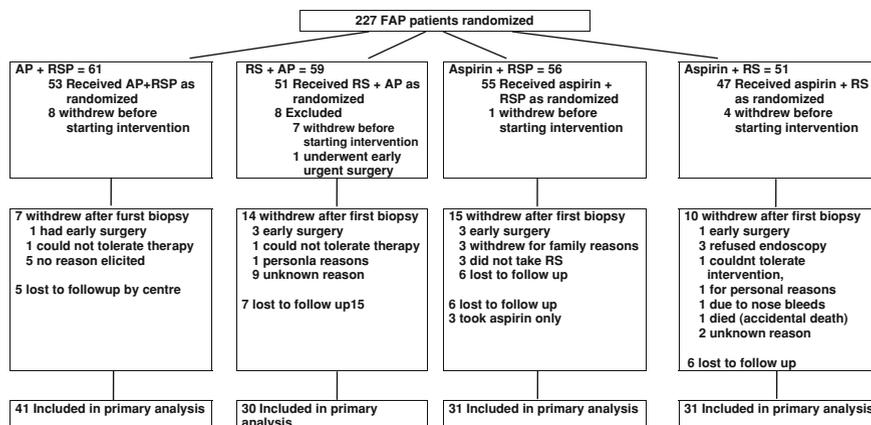 227 FAP patients randomized
AP + RSP = 61
53 Received AP+RSP as
randomized
8 withdrew before
starting intervention
RS + AP = 59
51 Received RS + AP as
randomized
8 Excluded
7 withdrew before
starting intervention
1 underwent early
urgent surgery
Aspirin + RSP = 56
55 Received aspirin +
RSP as randomized
1 withdrew before
starting intervention
Aspirin + RS = 51
47 Received aspirin + RS
as randomized
4 withdrew before
starting intervention
7 withdrew after furst biopsy
1 had early surgery
1 could not tolerate therapy
5 no reason elicited
5 lost to followup by centre
14 withdrew after first biopsy
3 early surgery
1 could not tolerate therapy
1 personla reasons
9 unknown reason
7 lost to follow up15
15 withdrew after first biopsy
3 early surgery
3 withdrew for family reasons
3 did not take RS
6 lost to follow up
6 lost to follow up
3 took aspirin only
10 withdrew after first biopsy
1 early surgery
3 refused endoscopy
1 couldnt tolerate
intervention,
1 for personal reasons
1 due to nose bleeds
1 died (accidental death)
2 unknown reason
6 lost to follow up
41 Included in primary analysis
30 Included in primary
analysis
31 Included in primary analysis
31 Included in primary analysis